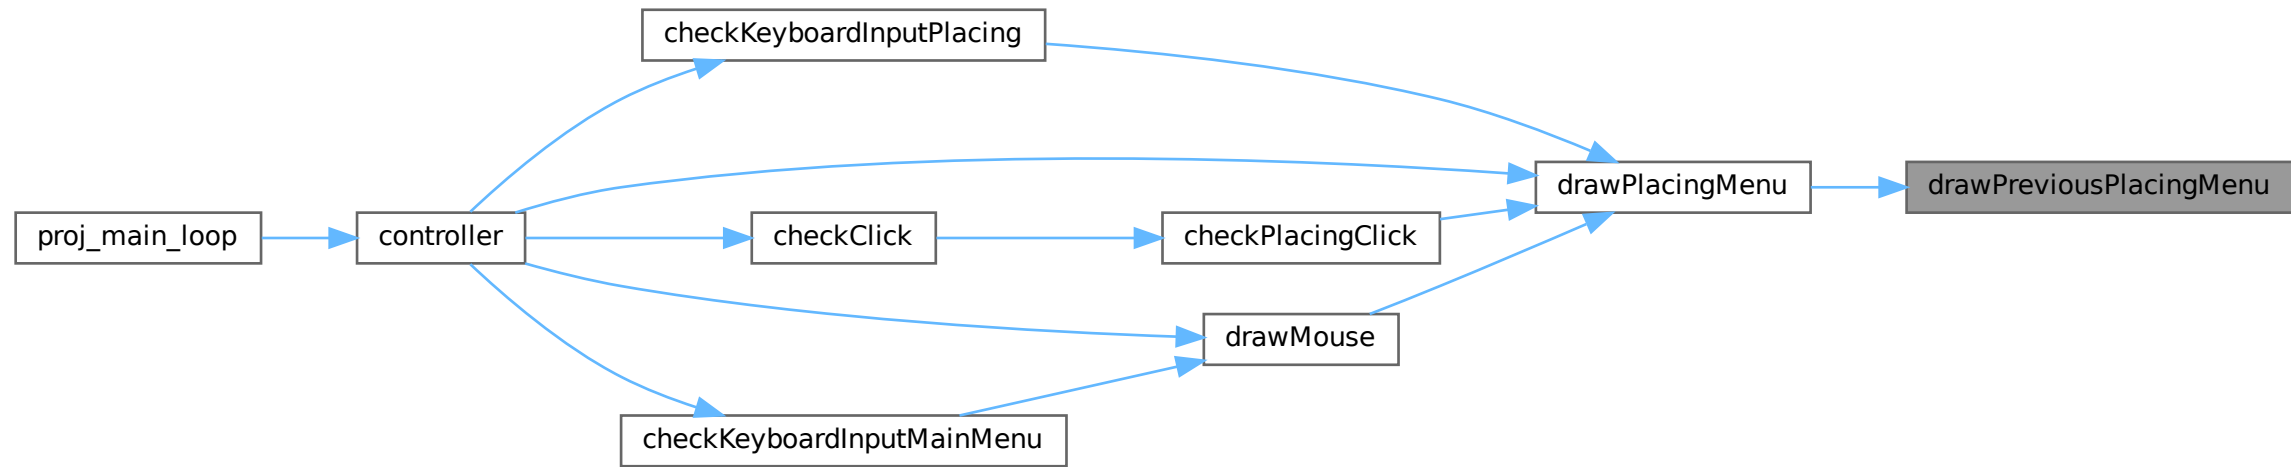 checkKeyboardInputPlacing
drawPlacingMenu
drawPreviousPlacingMenu
proj_main_loop
controller
checkClick
checkPlacingClick
drawMouse
checkKeyboardInputMainMenu